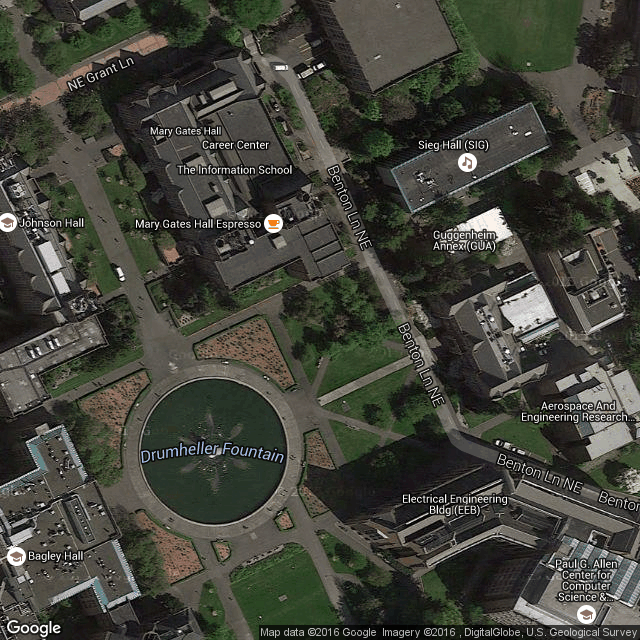 NE Grant Ln
Mary Gates Hall
Career Center
The Information School
Sieg Hall (SIG)
Benton Ln NE
Johnson Hall
Mary Gates Hall Espresso
Guggenheim
Annex (GUA)
Benton Ln NE
Aerospace And
Engineering Research...
Drumheller Fountain
Benton Ln NE
Benton
Electrical Engineering
Bldg (EEB)
Bagley Hall
Paul G. Allen
Center for
Computer
Science &...
Google
Map data ©2016 Google Imagery ©2016 , DigitalGlobe, U.S. Geological Survey